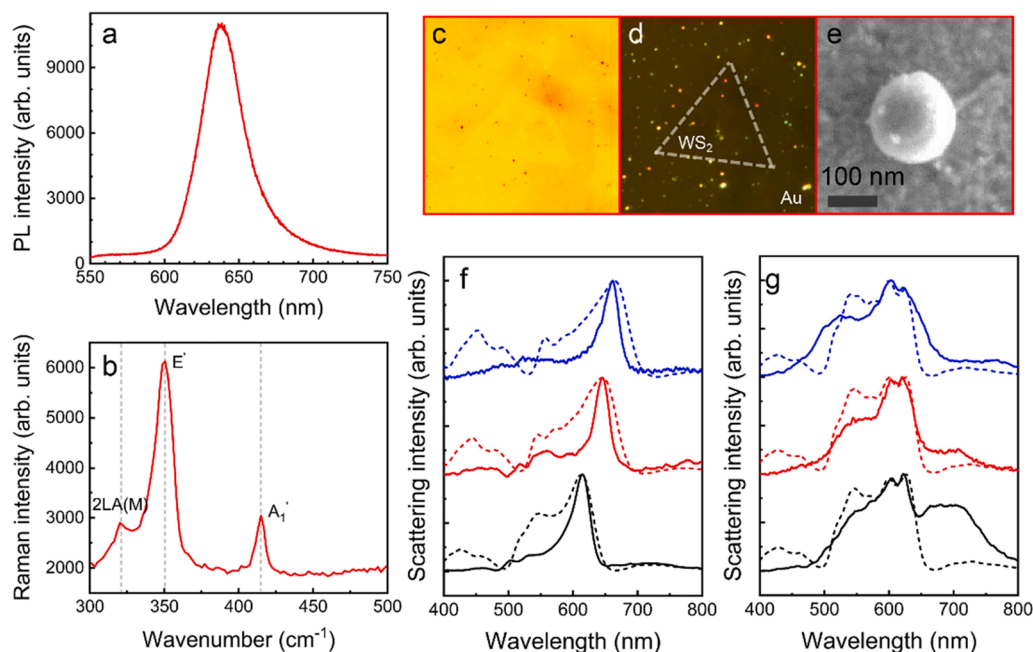 a
PL intensity (arb. units)
10000
9000
6000
3000
0
550 600 650 700 750
Wavelength (nm)
b
Raman intensity (arb. units)
6000
5000
4000
3000
2000
2LA(M)
E'
A₁'
300 350 400 450 500
Wavenumber (cm⁻¹)
c
d
WS₂
Au
e
100 nm
f
Scattering intensity (arb. units)
400 500 600 700 800
Wavelength (nm)
g
Scattering intensity (arb. units)
400 500 600 700 800
Wavelength (nm)